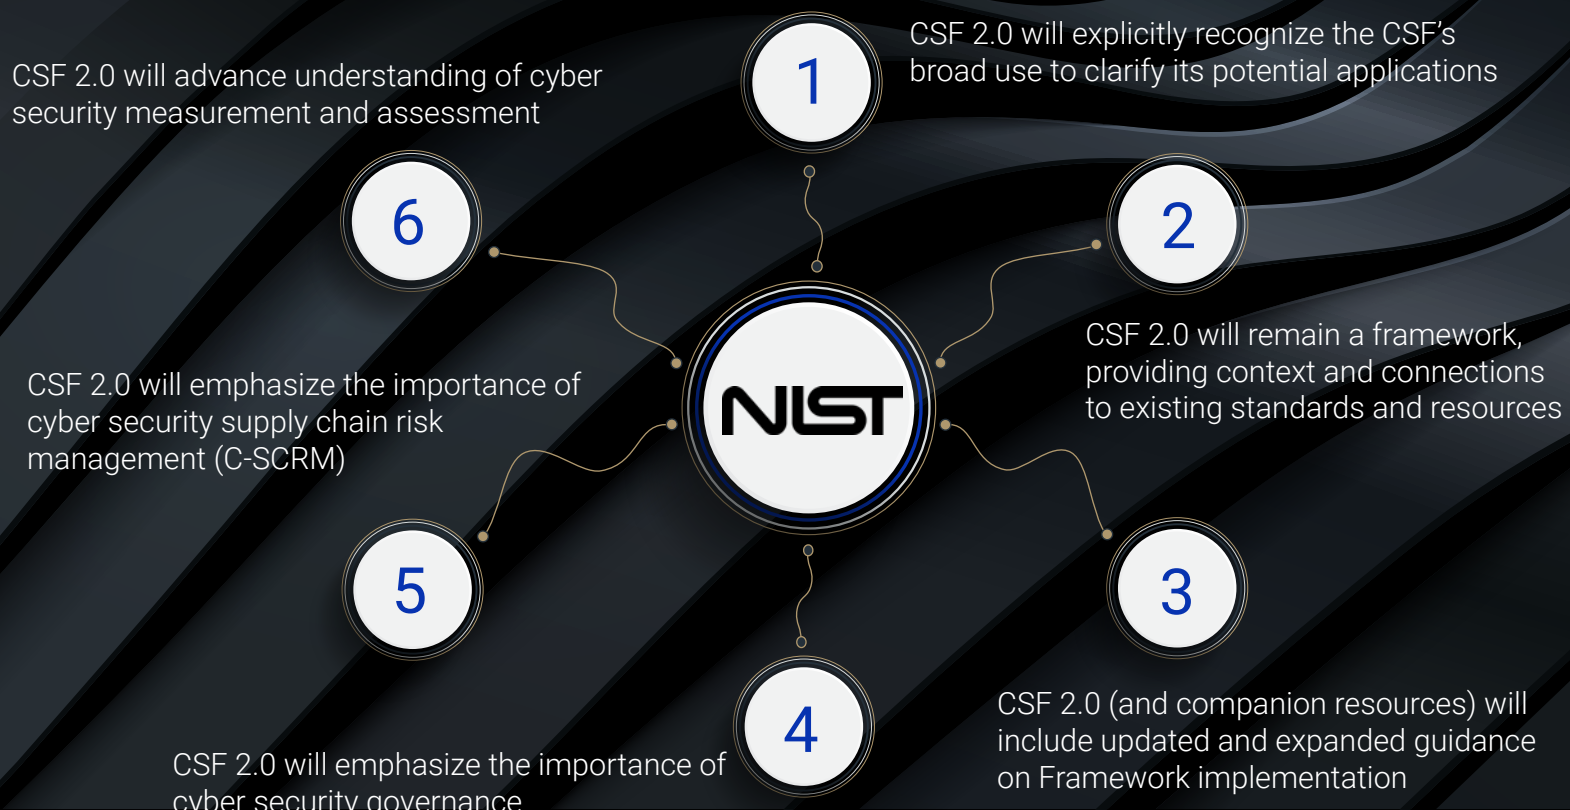 1
CSF 2.0 will explicitly recognize the CSF's
broad use to clarify its potential applications
2
CSF 2.0 will remain a framework,
providing context and connections
to existing standards and resources
3
CSF 2.0 (and companion resources) will
include updated and expanded guidance
on Framework implementation
4
CSF 2.0 will emphasize the importance of
cyber security governance
5
CSF 2.0 will emphasize the importance of
cyber security supply chain risk
management (C-SCRM)
6
CSF 2.0 will advance understanding of cyber
security measurement and assessment
NIST